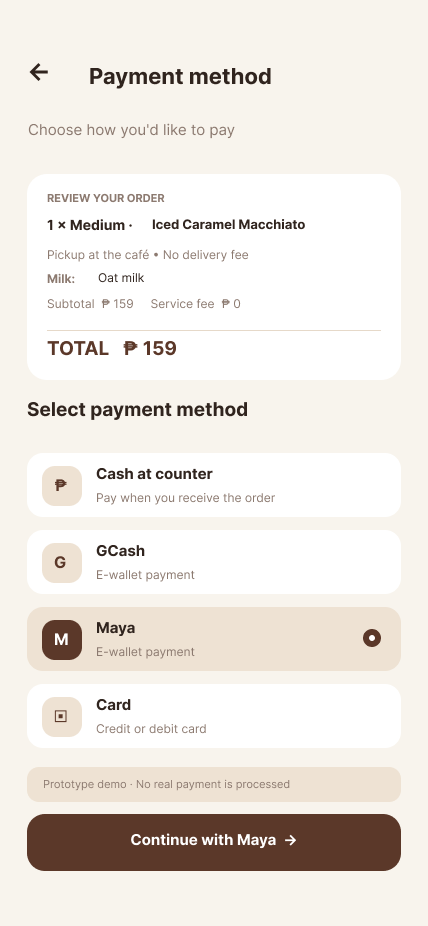 ← Payment method
Choose how you'd like to pay
REVIEW YOUR ORDER
1 × Medium · Iced Caramel Macchiato
Pickup at the café • No delivery fee
Milk: Oat milk
Subtotal ₱ 159 Service fee ₱ 0
TOTAL ₱ 159
Select payment method
₱ Cash at counter
Pay when you receive the order
G GCash
E-wallet payment
M Maya
E-wallet payment
Card
Credit or debit card
Prototype demo · No real payment is processed
Continue with Maya →